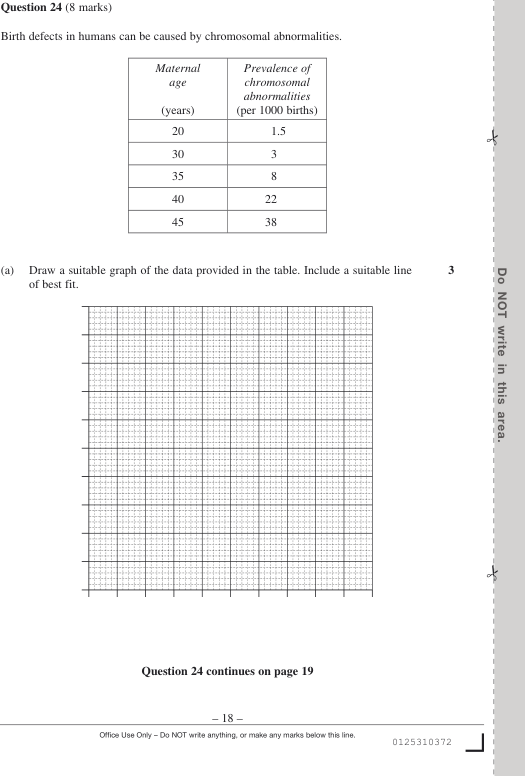 Question 24 (8 marks)
Birth defects in humans can be caused by chromosomal abnormalities.
Maternal age (years)
Prevalence of chromosomal abnormalities (per 1000 births)
20 1.5
30 3
35 8
40 22
45 38
(a) Draw a suitable graph of the data provided in the table. Include a suitable line 3
of best fit.
Do NOT write in this area.
Question 24 continues on page 19
– 18 –
Office Use Only – Do NOT write anything, or make any marks below this line.
0125310372